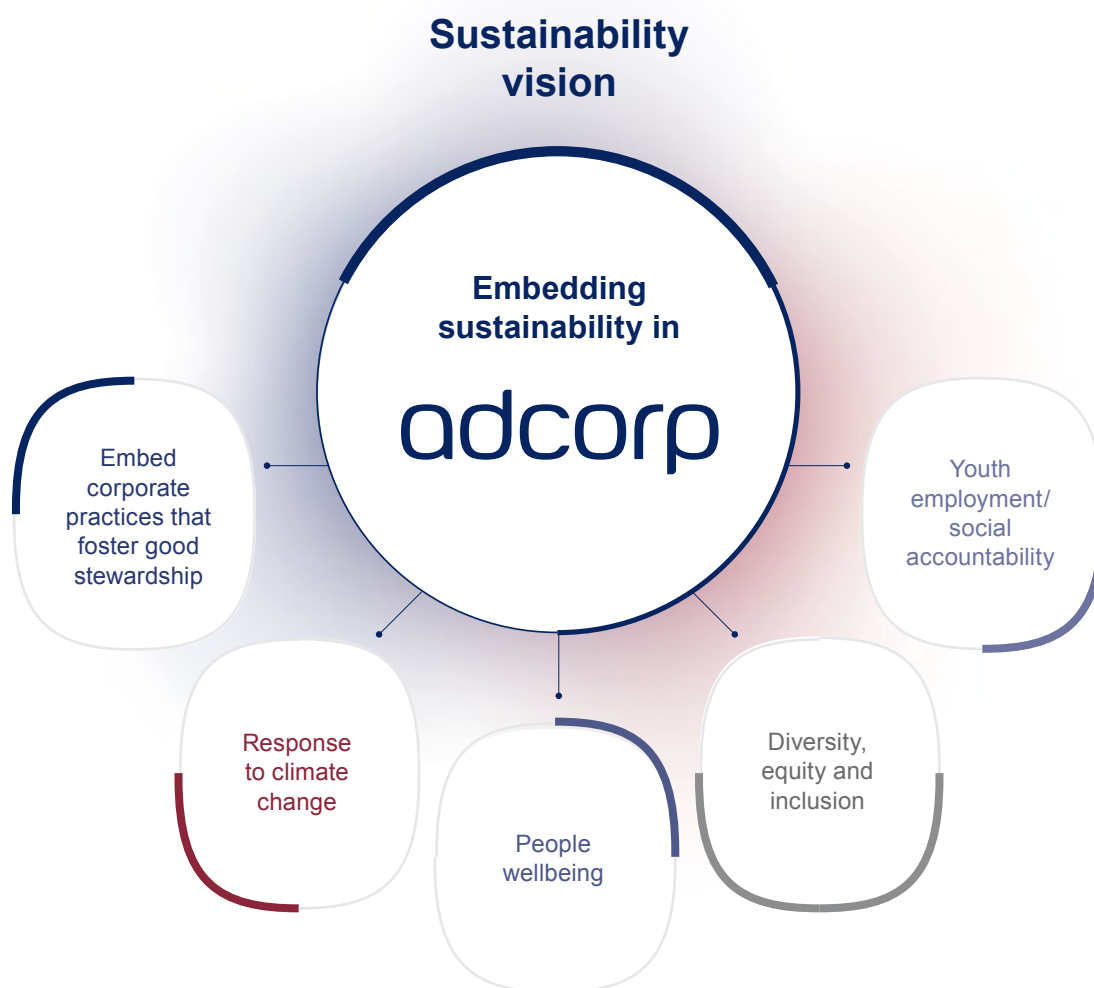 Sustainability
vision
Embedding
sustainability in
adcorp
Embed
corporate
practices that
foster good
stewardship
Response
to climate
change
People
wellbeing
Diversity,
equity and
inclusion
Youth
employment/
social
accountability